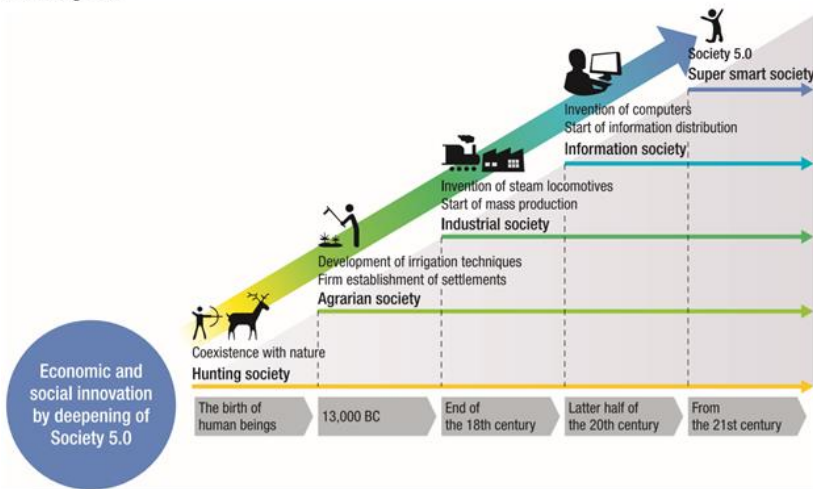 Society 5.0
Super smart society
Invention of computers
Start of information distribution
Information society
Invention of steam locomotives
Start of mass production
Industrial society
Development of irrigation techniques
Firm establishment of settlements
Agrarian society
Coexistence with nature
Hunting society
Economic and
social innovation
by deepening of
Society 5.0
The birth of
human beings
13,000 BC
End of
the 18th century
Latter half of
the 20th century
From
the 21st century